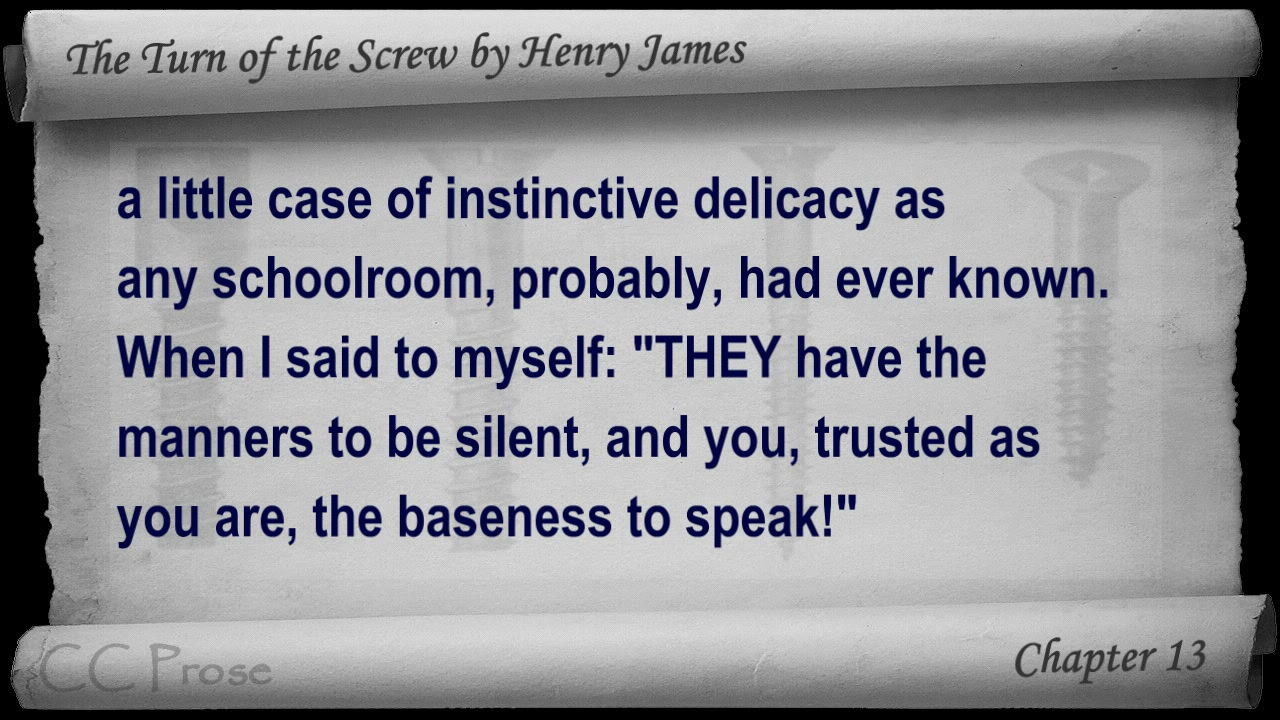 The Turn of the Screw by Henry James
a little case of instinctive delicacy as
any schoolroom, probably, had ever known.
When I said to myself: "THEY have the
manners to be silent, and you, trusted as
you are, the baseness to speak!"
CC Prose
Chapter 13